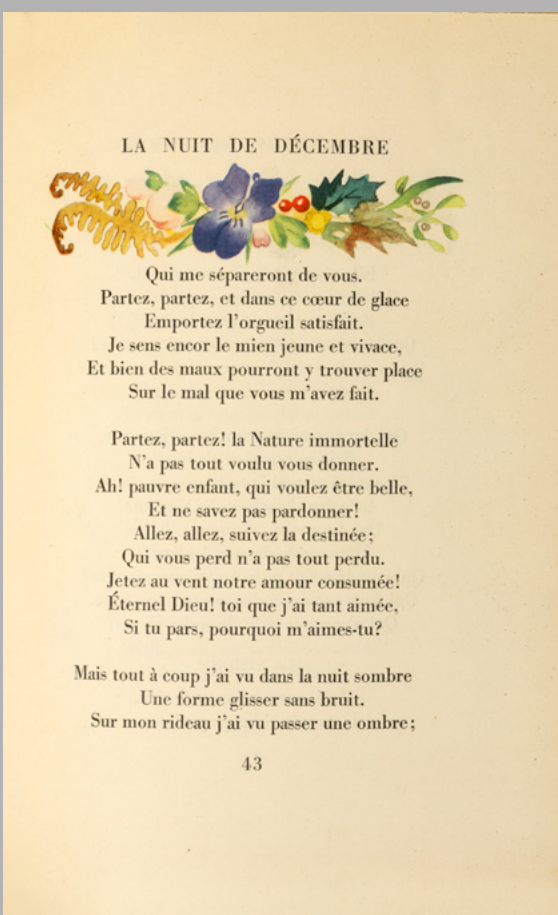 LA NUIT DE DÉCEMBRE
Qui me sépareront de vous.
Partez, partez, et dans ce cœur de glace
Emportez l'orgueil satisfait.
Je sens encor le mien jeune et vivace,
Et bien des maux pourront y trouver place
Sur le mal que vous m'avez fait.
Partez, partez! la Nature immortelle
N'a pas tout voulu vous donner.
Ah! pauvre enfant, qui voulez être belle,
Et ne savez pas pardonner!
Allez, allez, suivez la destinée;
Qui vous perd n'a pas tout perdu.
Jetez au vent notre amour consumée!
Éternel Dieu! toi que j'ai tant aimée,
Si tu pars, pourquoi m'aimes-tu?
Mais tout à coup j'ai vu dans la nuit sombre
Une forme glisser sans bruit.
Sur mon rideau j'ai vu passer une ombre;
43